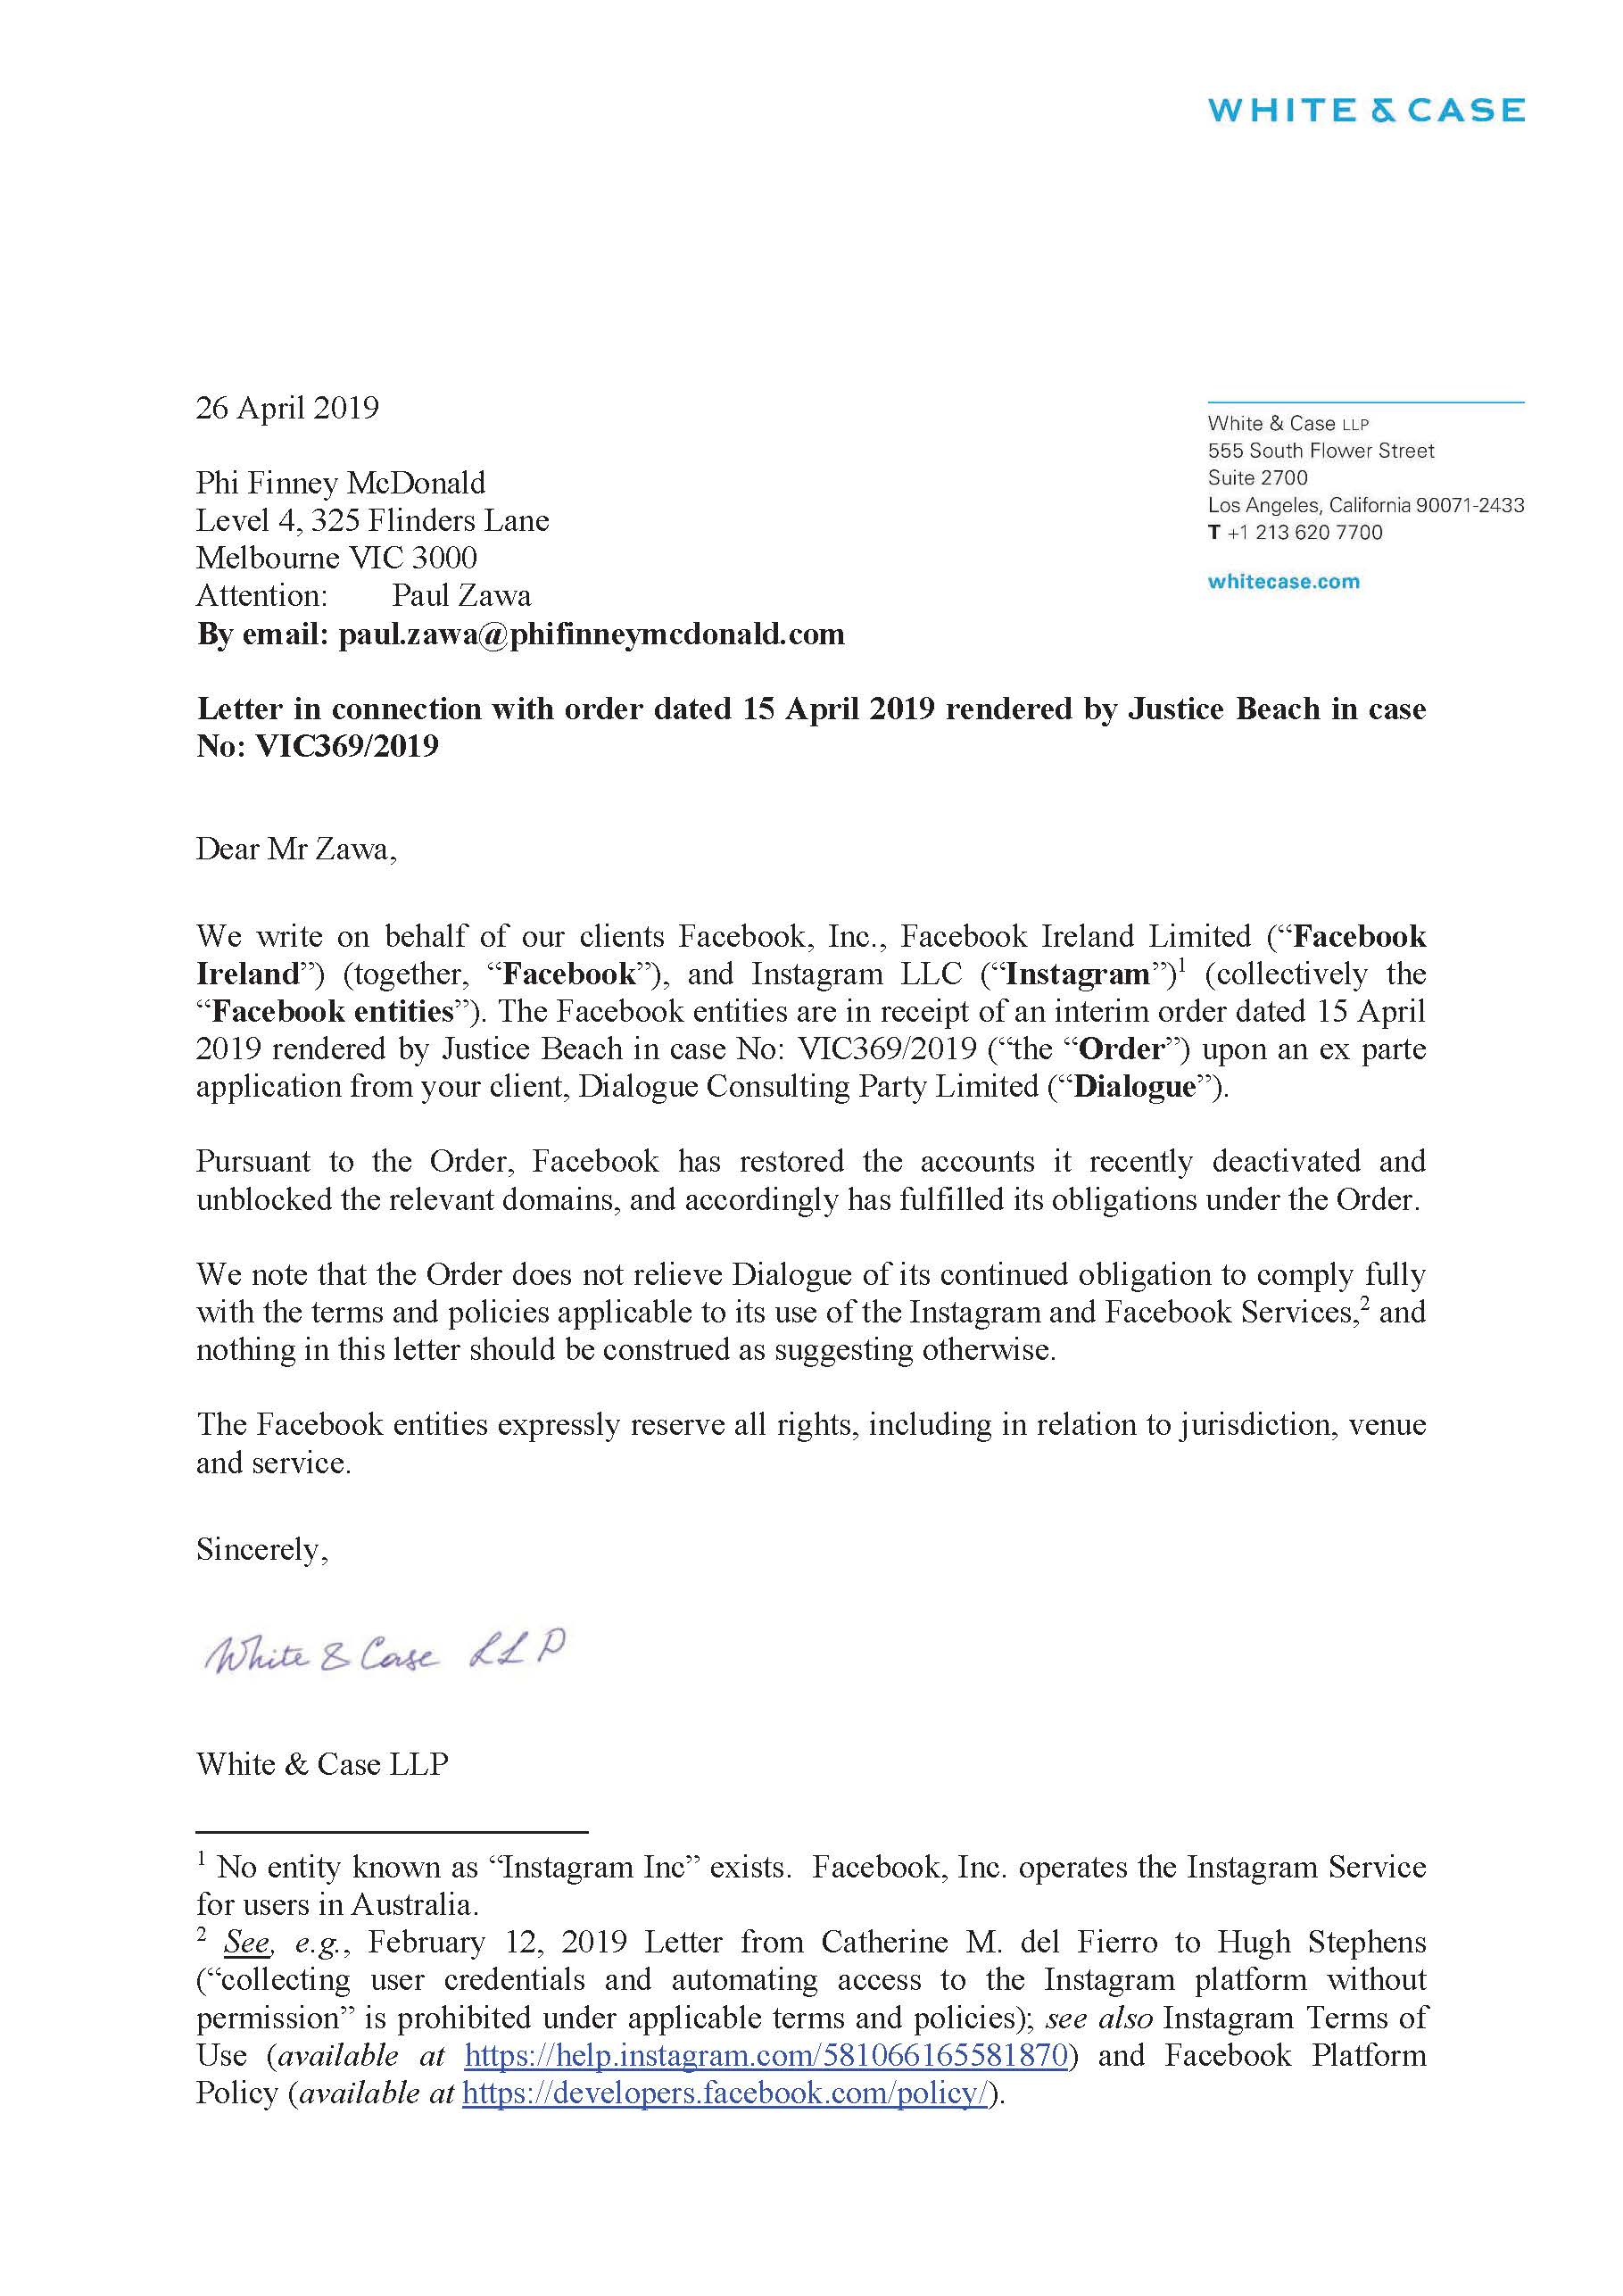 WHITE & CASE
26 April 2019
White & Case LLP
555 South Flower Street
Suite 2700
Los Angeles, California 90071-2433
T +1 213 620 7700
whitecase.com
Phi Finney McDonald
Level 4, 325 Flinders Lane
Melbourne VIC 3000
Attention: Paul Zawa
By email: paul.zawa@phifinneymcdonald.com
Letter in connection with order dated 15 April 2019 rendered by Justice Beach in case
No: VIC369/2019
Dear Mr Zawa,
We write on behalf of our clients Facebook, Inc., Facebook Ireland Limited (“Facebook
Ireland”) (together, “Facebook”), and Instagram LLC (“Instagram”)1 (collectively the
“Facebook entities”). The Facebook entities are in receipt of an interim order dated 15 April
2019 rendered by Justice Beach in case No: VIC369/2019 (“the “Order”) upon an ex parte
application from your client, Dialogue Consulting Party Limited (“Dialogue”).
Pursuant to the Order, Facebook has restored the accounts it recently deactivated and
unblocked the relevant domains, and accordingly has fulfilled its obligations under the Order.
We note that the Order does not relieve Dialogue of its continued obligation to comply fully
with the terms and policies applicable to its use of the Instagram and Facebook Services,2 and
nothing in this letter should be construed as suggesting otherwise.
The Facebook entities expressly reserve all rights, including in relation to jurisdiction, venue
and service.
Sincerely,
White & Case LLP
White & Case LLP
1 No entity known as “Instagram Inc” exists. Facebook, Inc. operates the Instagram Service
for users in Australia.
2 See, e.g., February 12, 2019 Letter from Catherine M. del Fierro to Hugh Stephens
(“collecting user credentials and automating access to the Instagram platform without
permission” is prohibited under applicable terms and policies); see also Instagram Terms of
Use (available at https://help.instagram.com/581066165581870) and Facebook Platform
Policy (available at https://developers.facebook.com/policy/).